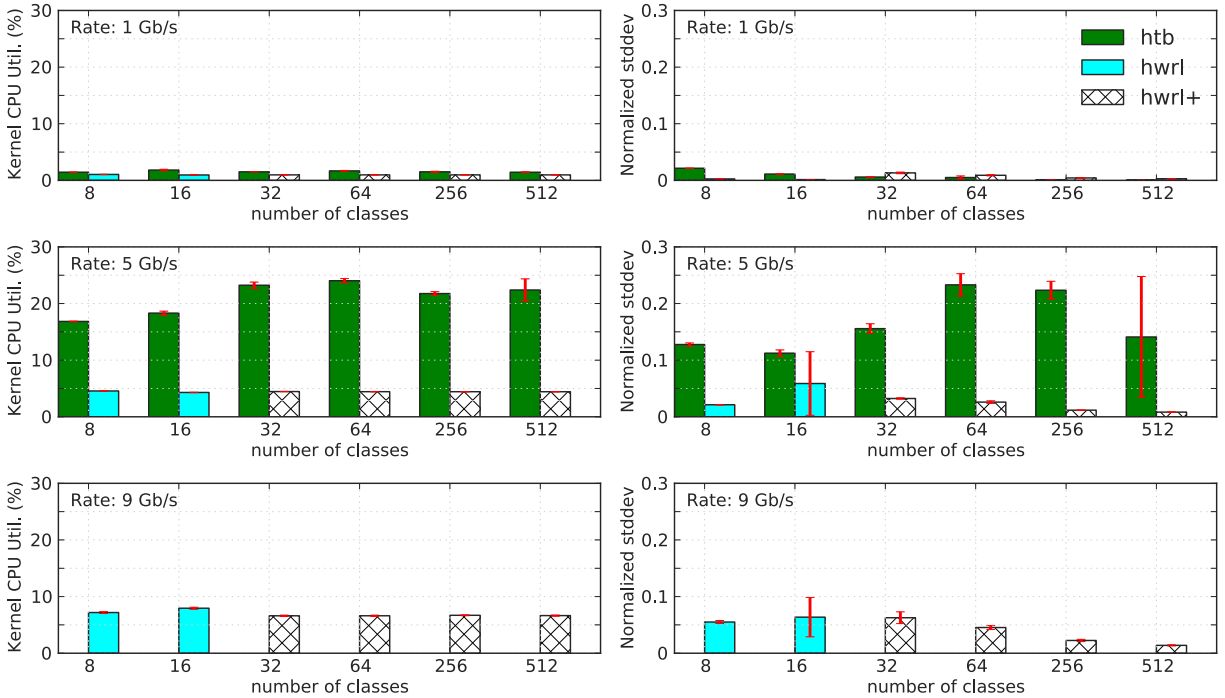 Kernel CPU Util. (%)
30
20
10
0
Rate: 1 Gb/s
8 16 32 64 256 512
number of classes
Normalized stddev
0.3
0.2
0.1
0
Rate: 1 Gb/s
htb
hwrl
hwrl+
8 16 32 64 256 512
number of classes
Kernel CPU Util. (%)
30
20
10
0
Rate: 5 Gb/s
8 16 32 64 256 512
number of classes
Normalized stddev
0.3
0.2
0.1
0
Rate: 5 Gb/s
8 16 32 64 256 512
number of classes
Kernel CPU Util. (%)
30
20
10
0
Rate: 9 Gb/s
8 16 32 64 256 512
number of classes
Normalized stddev
0.3
0.2
0.1
0
Rate: 9 Gb/s
8 16 32 64 256 512
number of classes